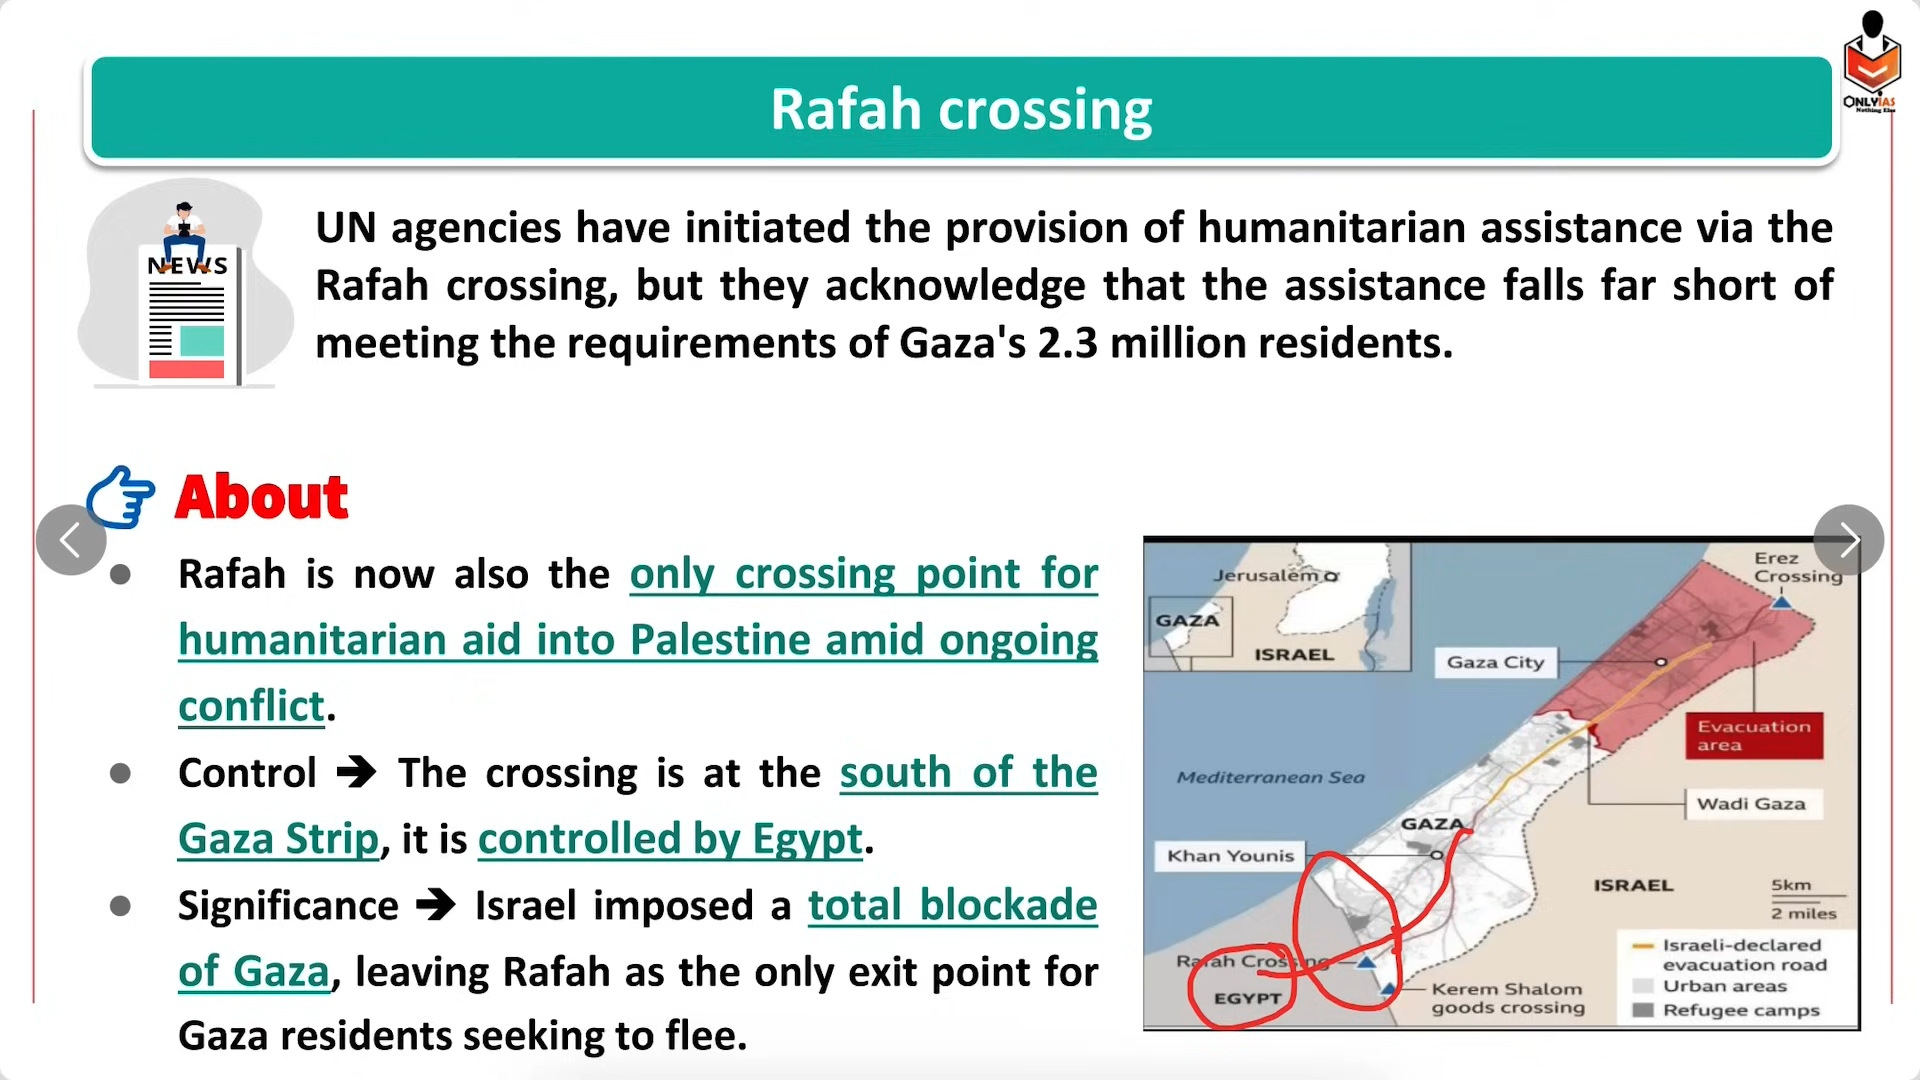 Rafah crossing
ONLYIAS
Nothing Else
NEWS
UN agencies have initiated the provision of humanitarian assistance via the
Rafah crossing, but they acknowledge that the assistance falls far short of
meeting the requirements of Gaza's 2.3 million residents.
About
● Rafah is now also the only crossing point for
humanitarian aid into Palestine amid ongoing
conflict.
● Control ➔ The crossing is at the south of the
Gaza Strip, it is controlled by Egypt.
● Significance ➔ Israel imposed a total blockade
of Gaza, leaving Rafah as the only exit point for
Gaza residents seeking to flee.
Jerusalem
GAZA
ISRAEL
Erez
Crossing
Gaza City
Evacuation
area
Mediterranean Sea
Wadi Gaza
GAZA
Khan Younis
ISRAEL
5km
2 miles
Rafah Crossing
EGYPT
Kerem Shalom
goods crossing
Israeli-declared
evacuation road
Urban areas
Refugee camps